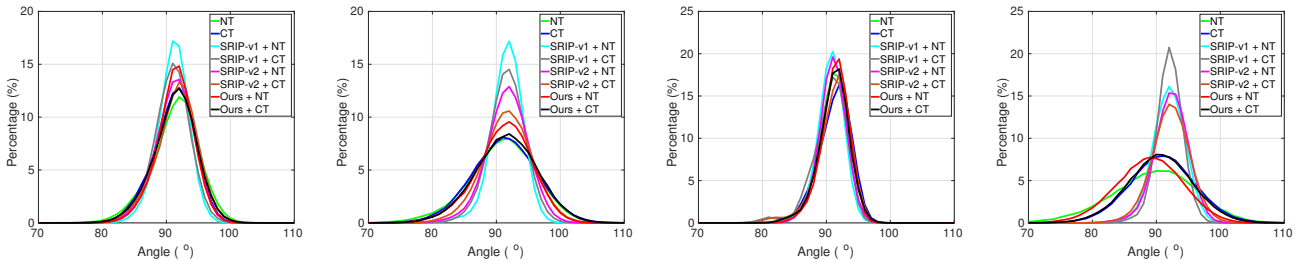 20
15
10
5
0
70 80 90 100 110
Percentage (%)
Angle ( °)
NT
CT
SRIP-v1 + NT
SRIP-v1 + CT
SRIP-v2 + NT
SRIP-v2 + CT
Ours + NT
Ours + CT
20
15
10
5
0
70 80 90 100 110
Percentage (%)
Angle ( °)
NT
CT
SRIP-v1 + NT
SRIP-v1 + CT
SRIP-v2 + NT
SRIP-v2 + CT
Ours + NT
Ours + CT
25
20
15
10
5
0
70 80 90 100 110
Percentage (%)
Angle ( °)
NT
CT
SRIP-v1 + NT
SRIP-v1 + CT
SRIP-v2 + NT
SRIP-v2 + CT
Ours + NT
Ours + CT
25
20
15
10
5
0
70 80 90 100 110
Percentage (%)
Angle ( °)
NT
CT
SRIP-v1 + NT
SRIP-v1 + CT
SRIP-v2 + NT
SRIP-v2 + CT
Ours + NT
Ours + CT